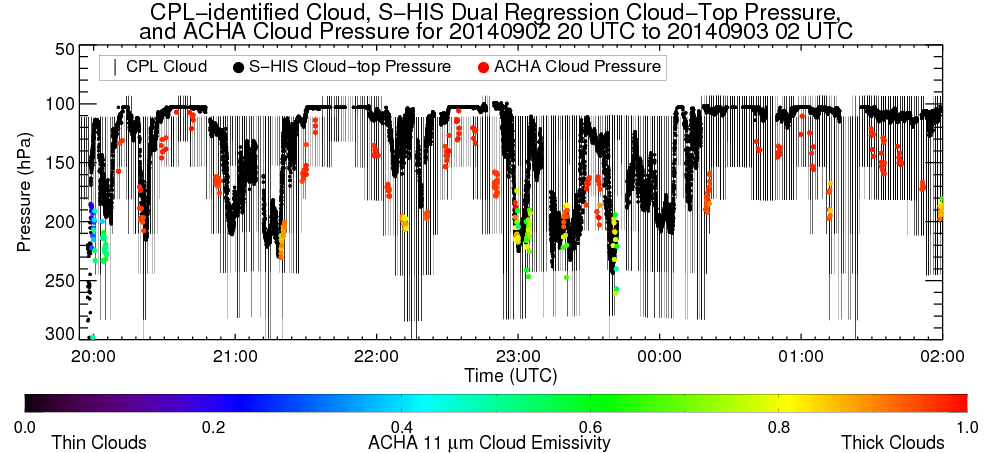 CPL-identified Cloud, S-HIS Dual Regression Cloud-Top Pressure,
and ACHA Cloud Pressure for 20140902 20 UTC to 20140903 02 UTC
CPL Cloud S-HIS Cloud-top Pressure ACHA Cloud Pressure
50
100
150
200
250
300
Pressure (hPa)
20:00 21:00 22:00 23:00 00:00 01:00 02:00
Time (UTC)
0.0 0.2 0.4 0.6 0.8 1.0
Thin Clouds ACHA 11 μm Cloud Emissivity Thick Clouds